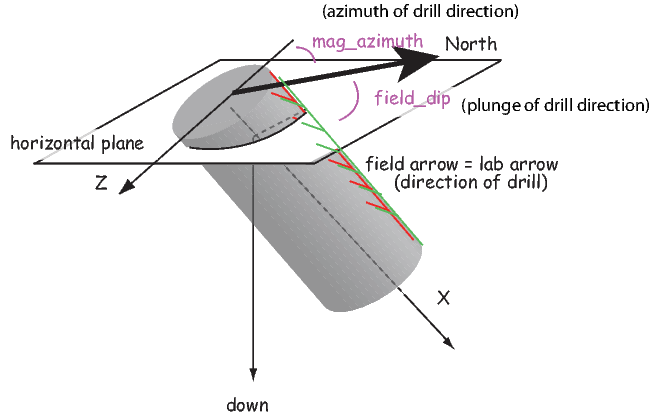 (azimuth of drill direction)
mag_azimuth
North
field_dip
(plunge of drill direction)
horizontal plane
field arrow = lab arrow
(direction of drill)
Z
X
down